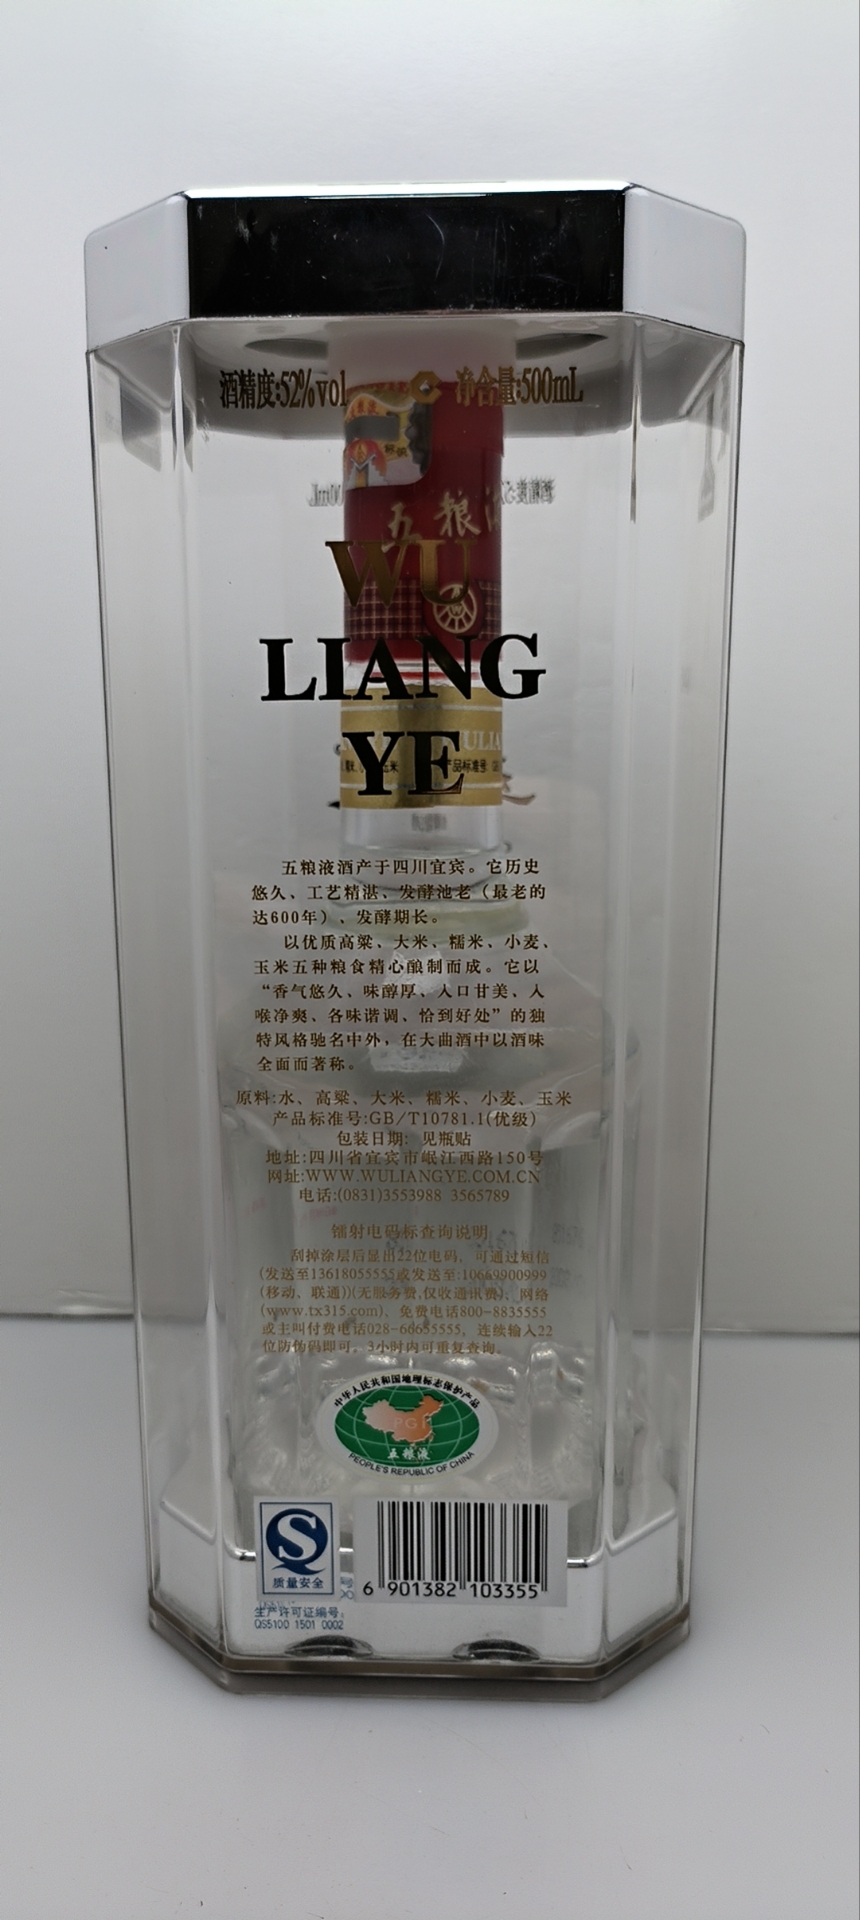 酒精度:52%vol 净含量:500mL
五粮
WU
LIANG
YE
产品标准号
五粮液酒产于四川宜宾。它历史
悠久、工艺精湛、发酵池老（最老的
达600年）、发酵期长。
以优质高粱、大米、糯米、小麦、
玉米五种粮食精心酿制而成。它以
“香气悠久、味醇厚、入口甘美、入
喉净爽、各味谐调、恰到好处”的独
特风格驰名中外，在大曲酒中以酒味
全面而著称。
原料:水、高粱、大米、糯米、小麦、玉米
产品标准号:GB/T10781.1(优级)
包装日期: 见瓶贴
地址:四川省宜宾市岷江西路150号
网址:WWW.WULIANGYE.COM.CN
电话:(0831)3553988 3565789
镭射电码标查询说明
刮掉涂层后显出22位电码，可通过短信
(发送至13618055555或发送至:10669900999
(移动、联通))(无服务费,仅收通讯费)、网络
(www.tx315.com)、免费电话800-8835555
或主叫付费电话028-66655555，连续输入22
位防伪码即可，3小时内可重复查询。
中华人民共和国地理标志保护产品
PGI
五粮液
PEOPLE'S REPUBLIC OF CHINA
质量安全
6 901382 103355
生产许可证编号:
QS5100 1501 0002